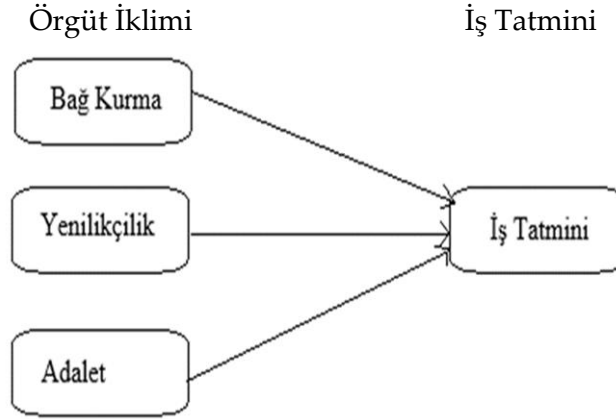 Örgüt İklimi
İş Tatmini
Bağ Kurma
Yenilikçilik
İş Tatmini
Adalet